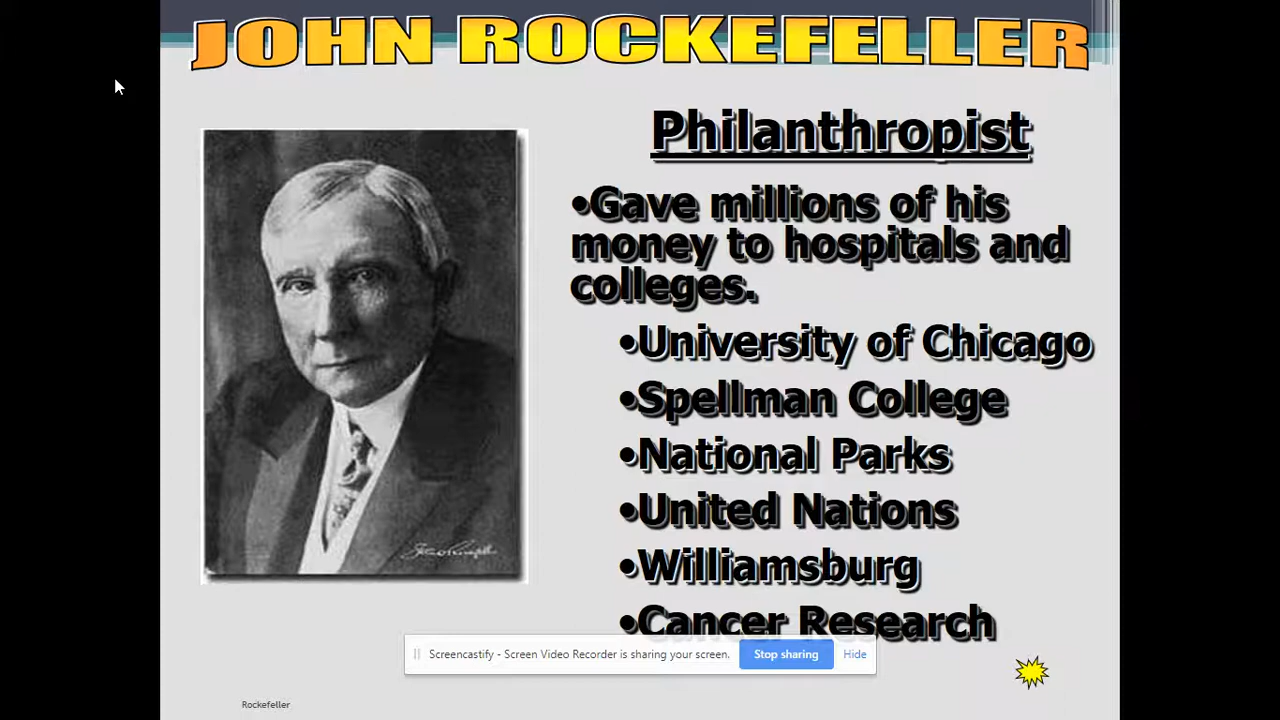 JOHN ROCKEFELLER
Philanthropist
•Gave millions of his
money to hospitals and
colleges.
•University of Chicago
•Spellman College
•National Parks
•United Nations
•Williamsburg
•Cancer Research
Screencastify - Screen Video Recorder is sharing your screen. Stop sharing Hide
Rockefeller